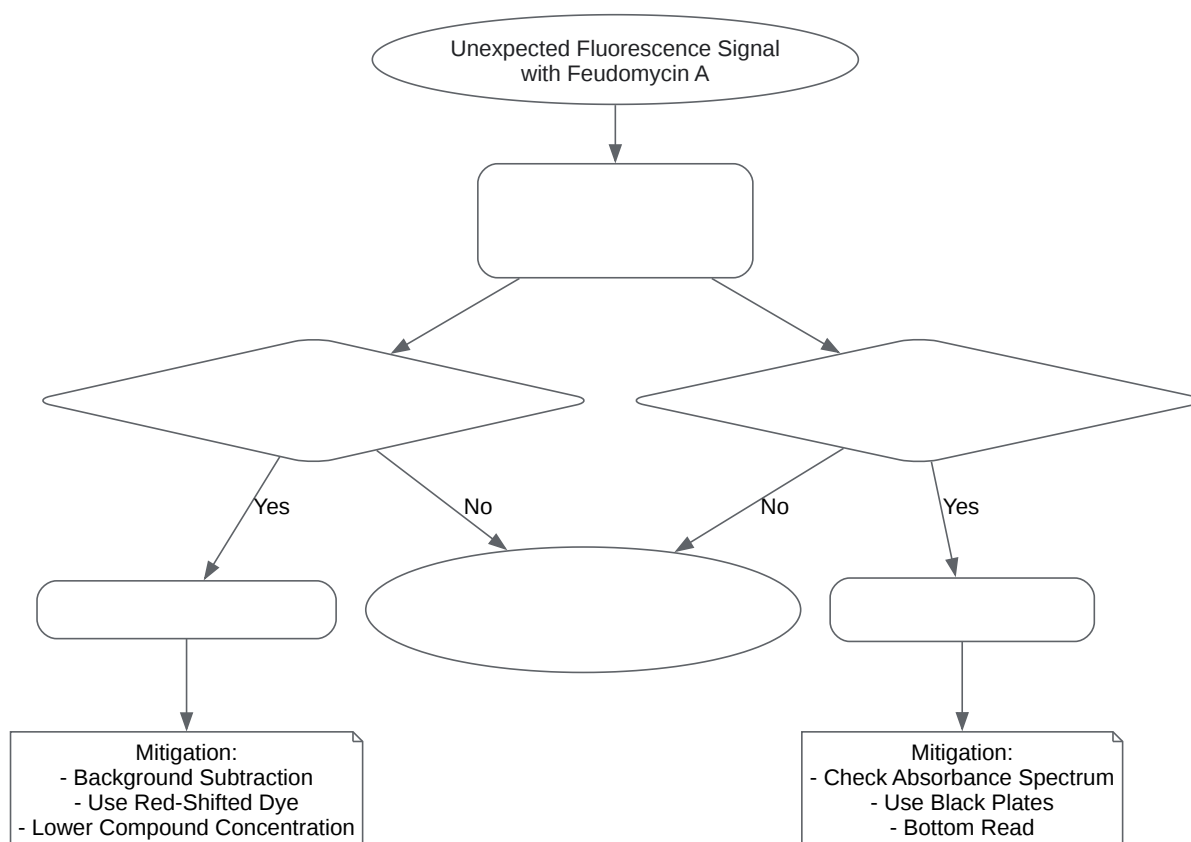 Unexpected Fluorescence Signal
with Feudomycin A
Yes
No
No
Yes
Mitigation:
- Background Subtraction
- Use Red-Shifted Dye
- Lower Compound Concentration
Mitigation:
- Check Absorbance Spectrum
- Use Black Plates
- Bottom Read